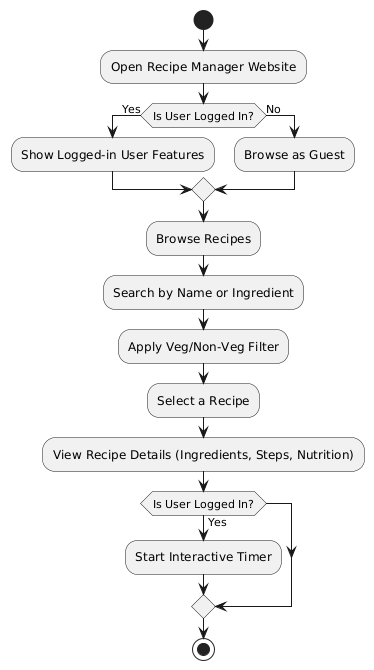 Open Recipe Manager Website
Yes
Is User Logged In?
No
Show Logged-in User Features
Browse as Guest
Browse Recipes
Search by Name or Ingredient
Apply Veg/Non-Veg Filter
Select a Recipe
View Recipe Details (Ingredients, Steps, Nutrition)
Is User Logged In?
Yes
Start Interactive Timer